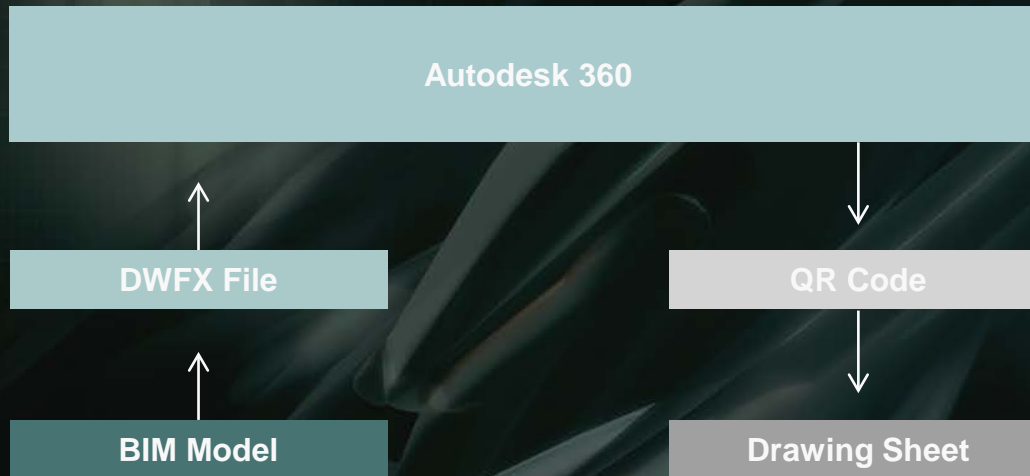 Autodesk 360
DWFX File
QR Code
BIM Model
Drawing Sheet